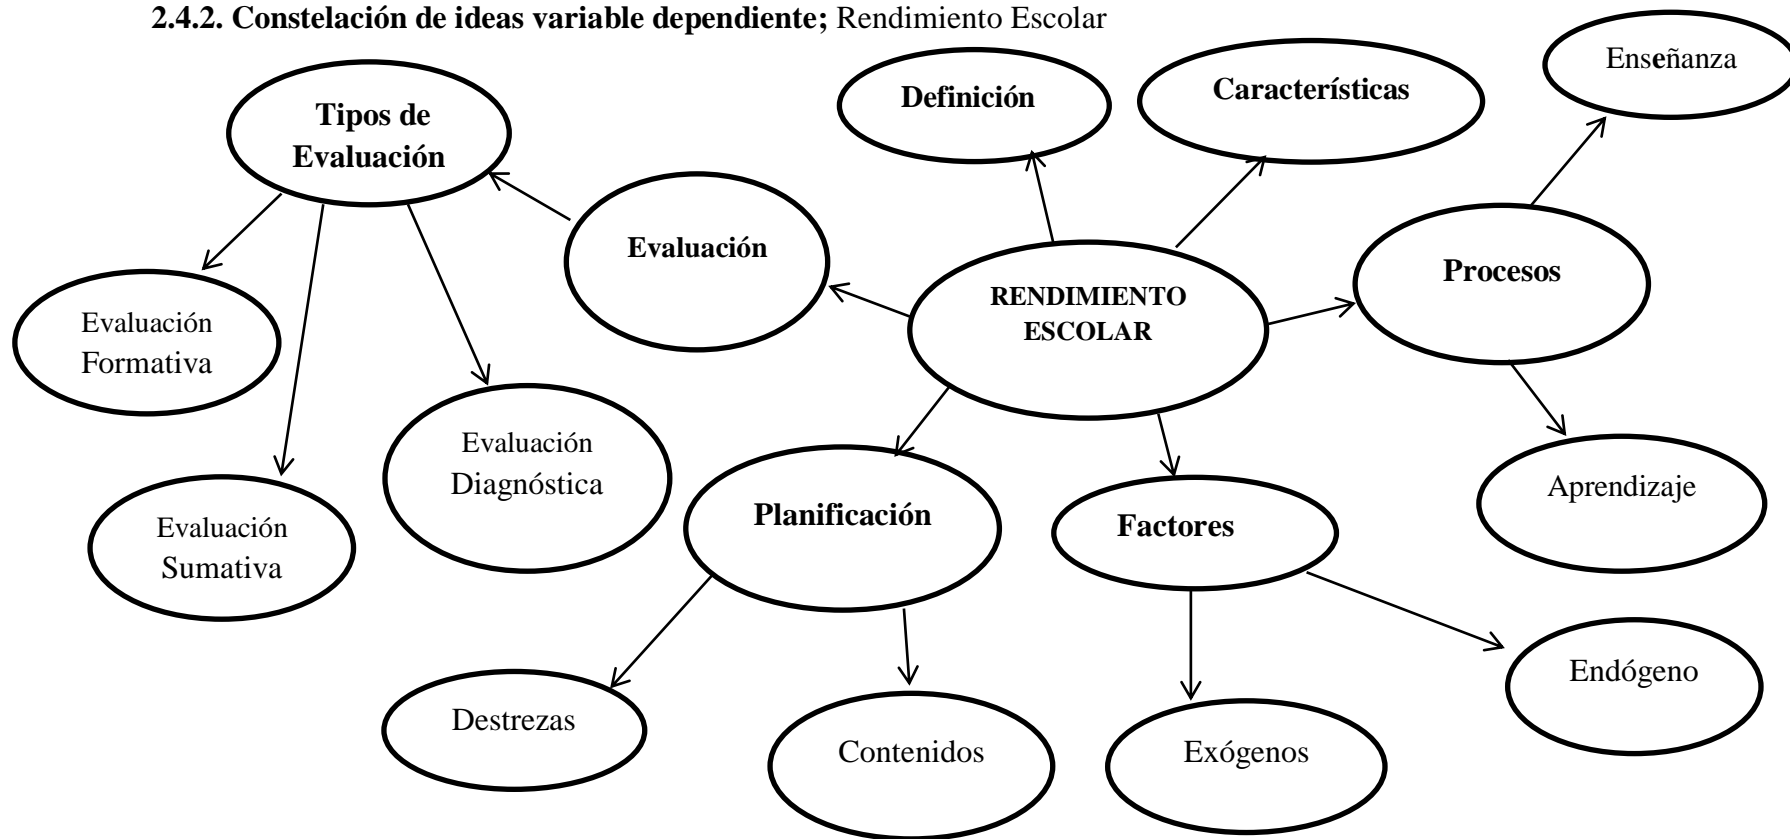 2.4.2. Constelación de ideas variable dependiente; Rendimiento Escolar
Tipos de
Evaluación
Definición
Características
Enseñanza
Evaluación
RENDIMIENTO
ESCOLAR
Procesos
Evaluación
Formativa
Evaluación
Diagnóstica
Evaluación
Sumativa
Planificación
Factores
Aprendizaje
Destrezas
Contenidos
Exógenos
Endógeno